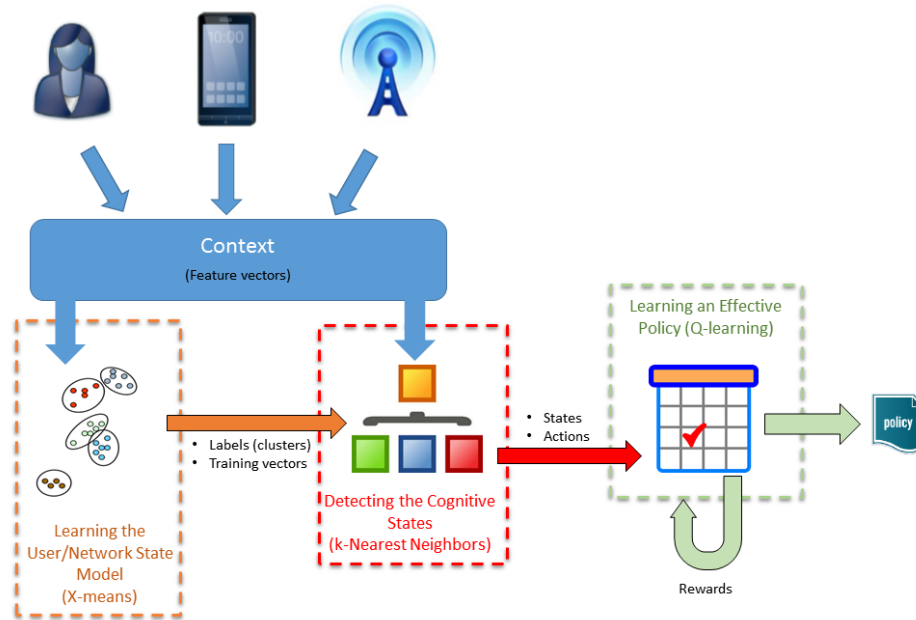 10:00
Context
(Feature vectors)
Learning an Effective
Policy (Q-learning)
States
Actions
policy
Labels (clusters)
Training vectors
Detecting the Cognitive
States
(k-Nearest Neighbors)
Learning the
User/Network State
Model
(X-means)
Rewards